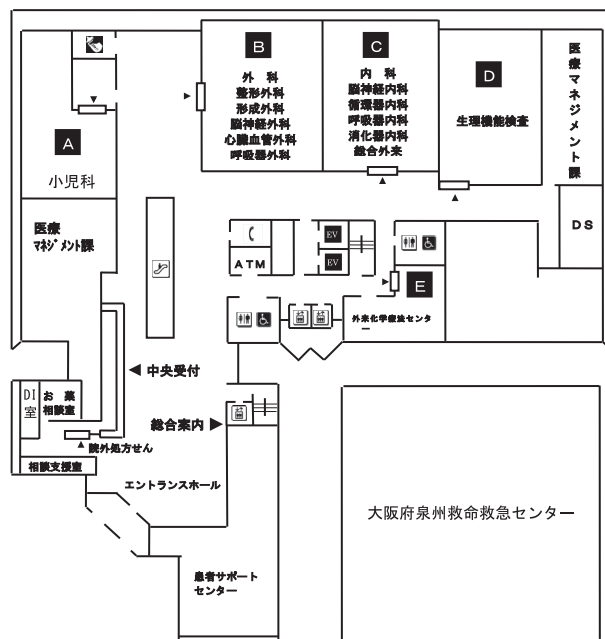 B
外　科
整形外科
形成外科
脳神経外科
心臓血管外科
呼吸器外科
C
内　科
脳神経内科
循環器内科
呼吸器内科
消化器内科
総合外来
D
生理機能検査
医療マネジメント課
DS
A
小児科
医療
マネジメント課
ATM
EV
EV
E
外来化学療法センタ
ー
中央受付
DI
室
お薬
相談室
総合案内
院外処方せん
相談支援室
エントランスホール
大阪府泉州救命救急センター
患者サポート
センター